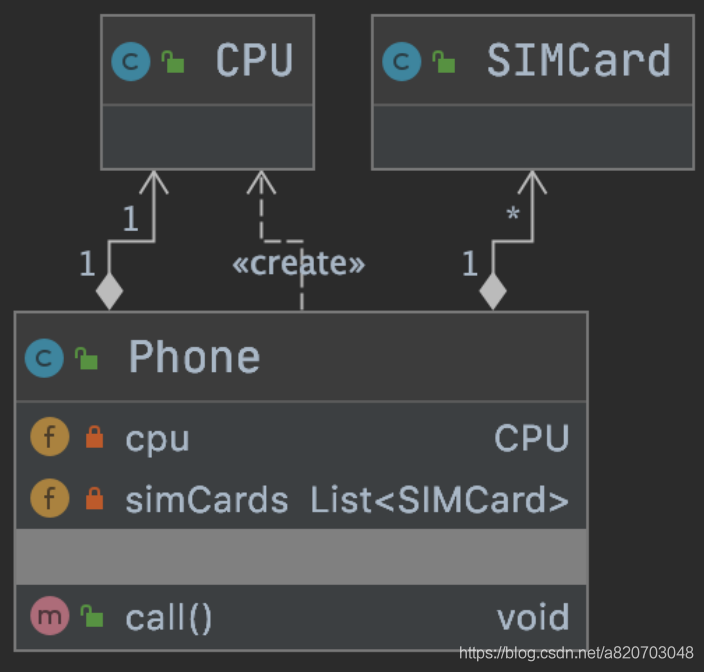 C CPU
C SIMCard
1
*
1
«create»
1
C Phone
f cpu CPU
f simCards List<SIMCard>
m call() void
https://blog.csdn.net/a820703048